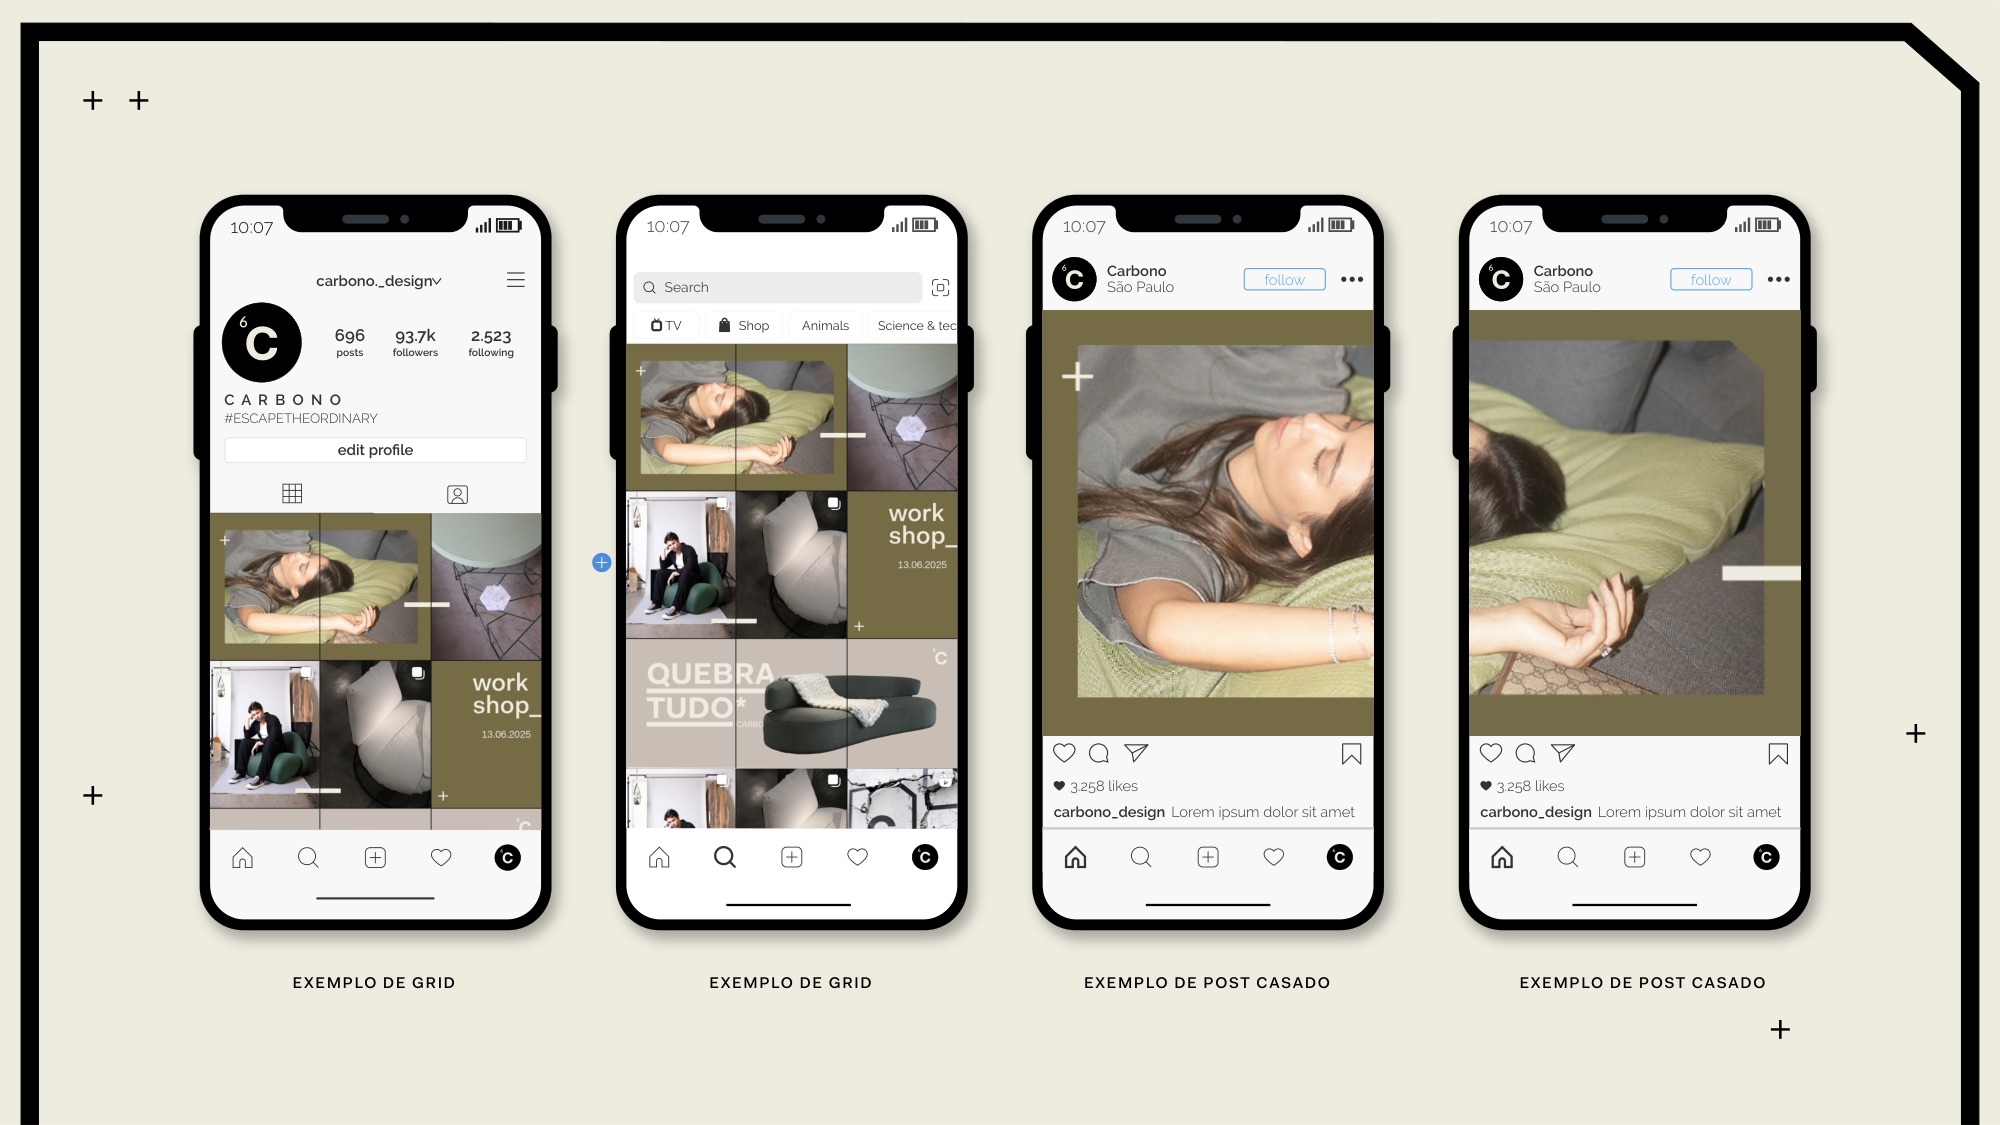 10:07
carbono._design
6
C
696
posts
93.7k
followers
2.523
following
CARBONO
#ESCAPETHEORDINARY
edit profile
work
shop_
13.06.2025
C
C
EXEMPLO DE GRID
10:07
Search
TV
Shop
Animals
Science & tec
work
shop_
13.06.2025
QUEBRA
TUDO*
C
C
EXEMPLO DE GRID
10:07
6
C
Carbono
São Paulo
follow
3.258 likes
carbono_design Lorem ipsum dolor sit amet
C
EXEMPLO DE POST CASADO
10:07
6
C
Carbono
São Paulo
follow
3.258 likes
carbono_design Lorem ipsum dolor sit amet
C
EXEMPLO DE POST CASADO